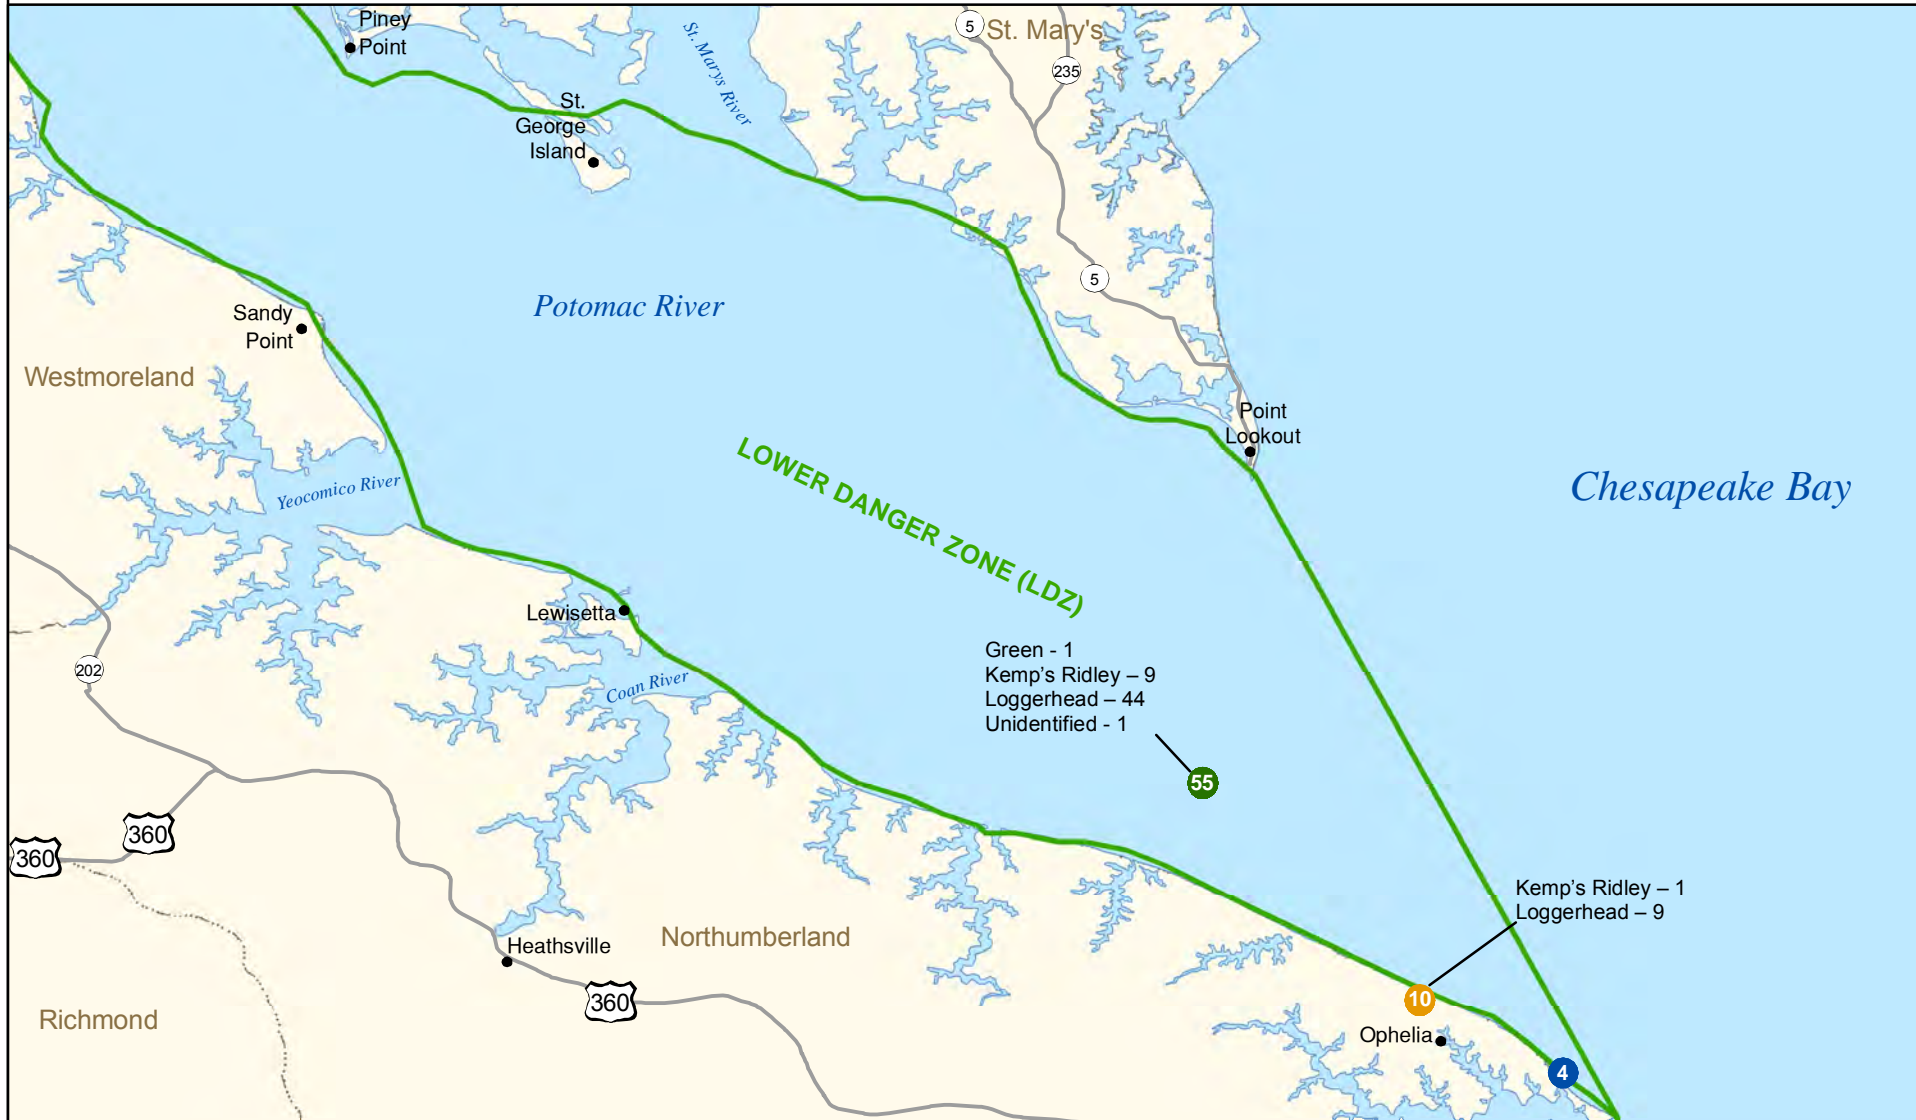 Piney
Point
5
St. Mary's
235
St. Marys River
St.
George
Island
5
Potomac River
Sandy
Point
Westmoreland
Point
Lookout
Chesapeake Bay
Yeocomico River
LOWER DANGER ZONE (LDZ)
Lewisetta
202
Coan River
Green - 1
Kemp's Ridley – 9
Loggerhead – 44
Unidentified - 1
55
360
360
Kemp's Ridley – 1
Loggerhead – 9
Heathsville
Northumberland
360
10
Richmond
Ophelia
4